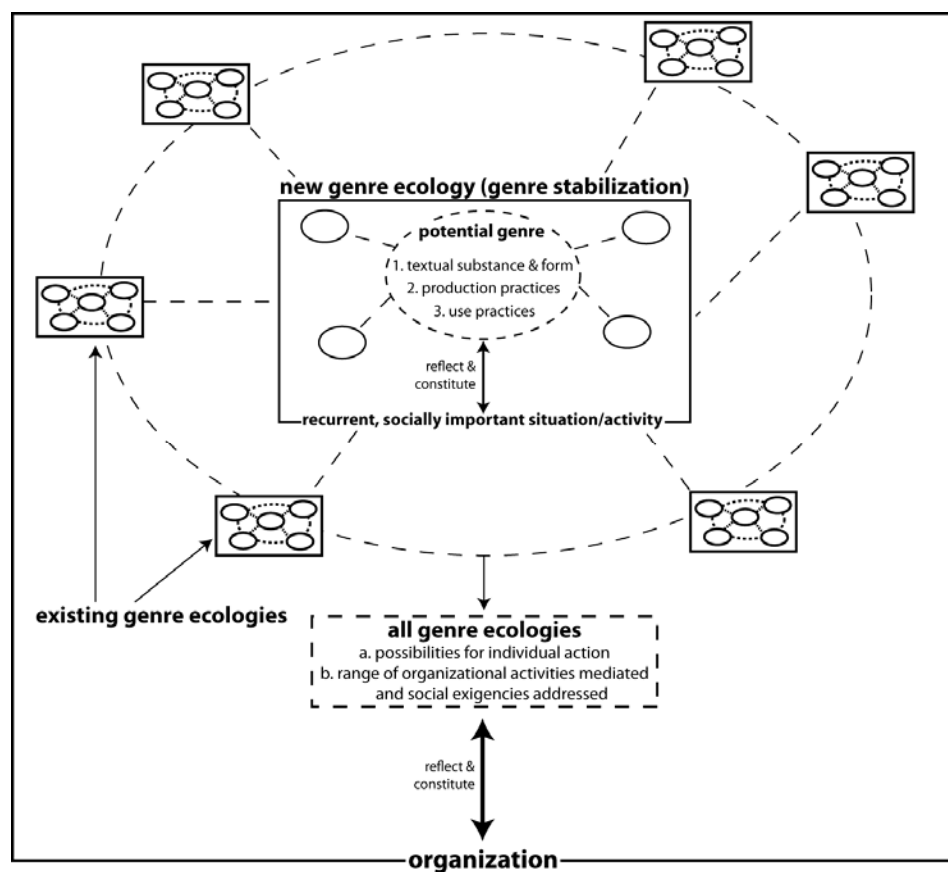 new genre ecology (genre stabilization)
potential genre
1. textual substance & form
2. production practices
3. use practices
reflect &
constitute
recurrent, socially important situation/activity
existing genre ecologies
all genre ecologies
a. possibilities for individual action
b. range of organizational activities mediated
and social exigencies addressed
reflect &
constitute
organization